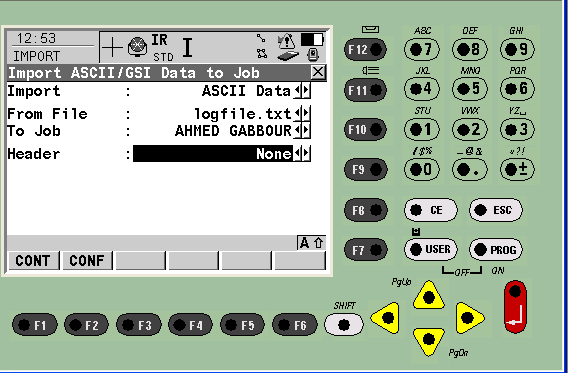 12:53
IMPORT
IR
STD
I
Import ASCII/GSI Data to Job
Import : ASCII Data
From File : logfile.txt
To Job : AHMED GABBOUR
Header : None
A
CONT CONF
F12
F11
F10
F9
F8
F7
ABC DEF GHI
7 8 9
JKL MNO PQR
4 5 6
STU VWX YZ
1 2 3
/$% _@& *?!
0 . ±
CE ESC
USER PROG
OFF ON
PgUp
PgDn
SHIFT
F1 F2 F3 F4 F5 F6